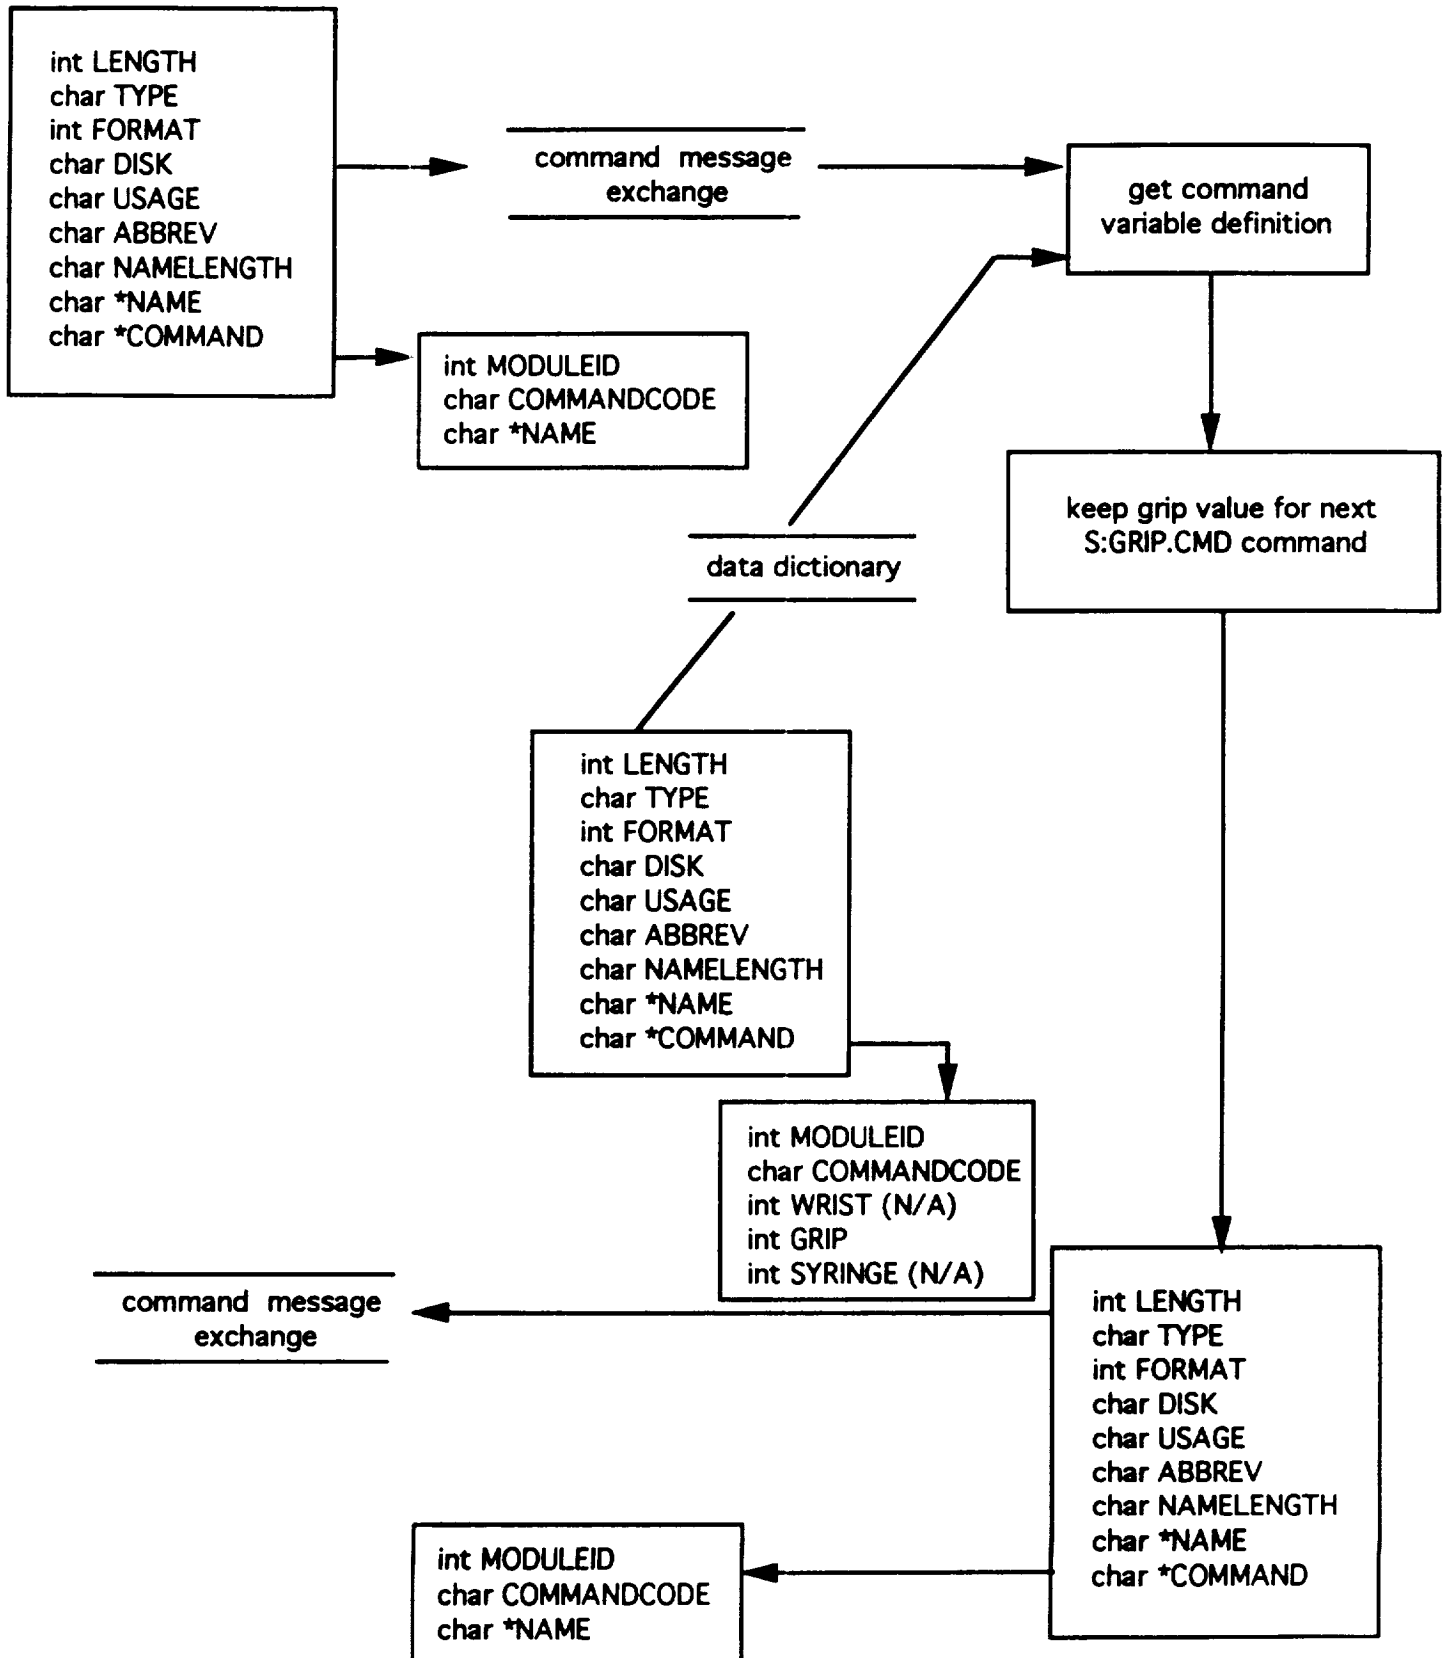 int LENGTH
char TYPE
int FORMAT
char DISK
char USAGE
char ABBREV
char NAMELENGTH
char *NAME
char *COMMAND
command message
exchange
get command
variable definition
int MODULEID
char COMMANDCODE
char *NAME
keep grip value for next
S:GRIP.CMD command
data dictionary
int LENGTH
char TYPE
int FORMAT
char DISK
char USAGE
char ABBREV
char NAMELENGTH
char *NAME
char *COMMAND
int MODULEID
char COMMANDCODE
int WRIST (N/A)
int GRIP
int SYRINGE (N/A)
command message
exchange
int LENGTH
char TYPE
int FORMAT
char DISK
char USAGE
char ABBREV
char NAMELENGTH
char *NAME
char *COMMAND
int MODULEID
char COMMANDCODE
char *NAME